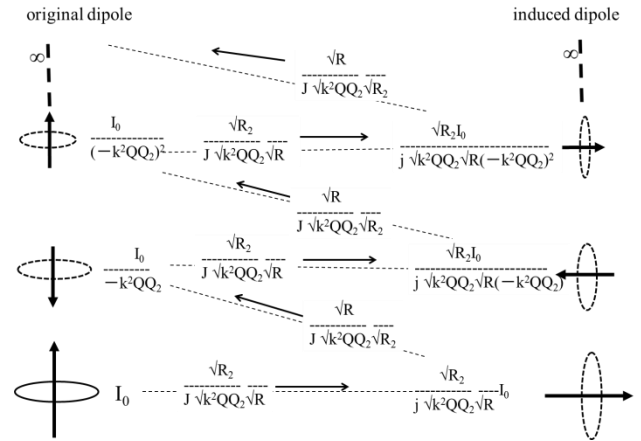 original dipole induced dipole
∞ ∞
√R
J √k²QQ₂ √R₂
I₀ √R₂ √R₂I₀
(−k²QQ₂)² J √k²QQ₂ √R j √k²QQ₂ √R(−k²QQ₂)²
√R
J √k²QQ₂ √R₂
I₀ √R₂ √R₂I₀
−k²QQ₂ J √k²QQ₂ √R j √k²QQ₂ √R(−k²QQ₂)
√R
J √k²QQ₂ √R₂
√R₂ √R₂
I₀ J √k²QQ₂ √R j √k²QQ₂ √R I₀